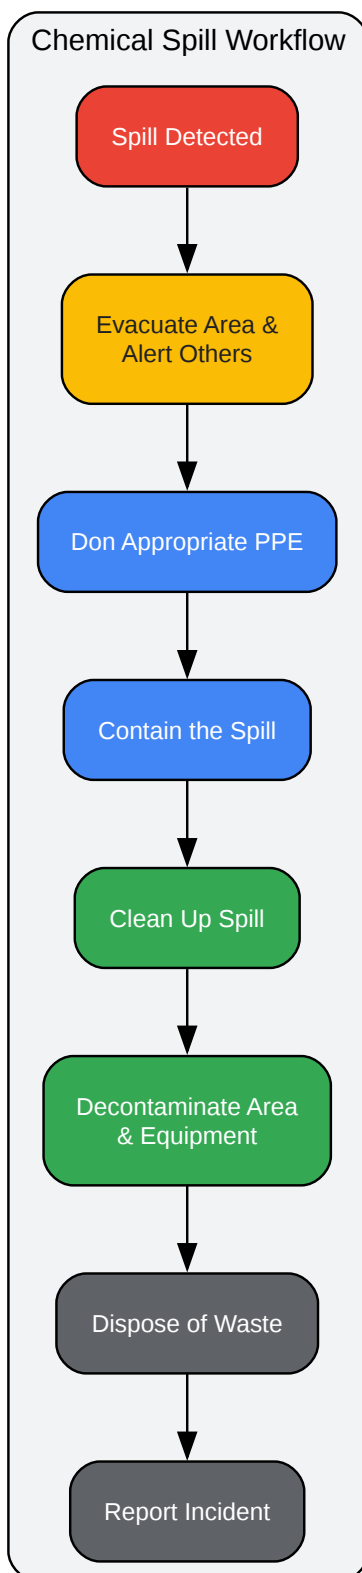 Chemical Spill Workflow
Spill Detected
Evacuate Area &
Alert Others
Don Appropriate PPE
Contain the Spill
Clean Up Spill
Decontaminate Area
& Equipment
Dispose of Waste
Report Incident